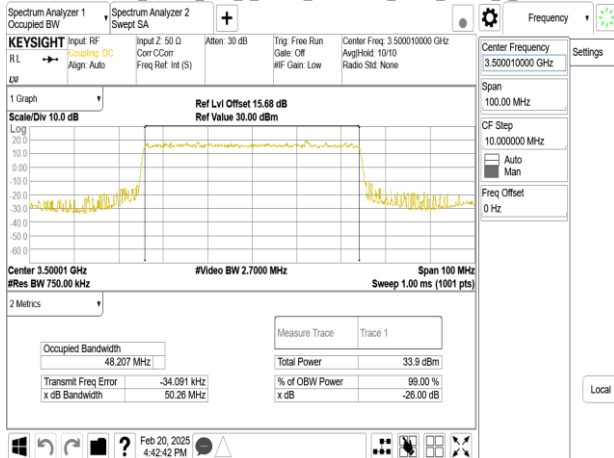 Spectrum Analyzer 1
Occupied BW
Spectrum Analyzer 2
Swept SA
+
Frequency
KEYSIGHT
RL
LXI
Input: RF
Coupling: DC
Align: Auto
Input Z: 50 Ω
Corr CCorr
Freq Ref: Int (S)
Atten: 30 dB
Trig: Free Run
Gate: Off
#IF Gain: Low
Center Freq: 3.500010000 GHz
Avg|Hold: 10/10
Radio Std: None
Center Frequency
3.500010000 GHz
Settings
Span
100.00 MHz
CF Step
10.000000 MHz
Auto
Man
Freq Offset
0 Hz
Local
1 Graph
Scale/Div 10.0 dB
Ref Lvl Offset 15.68 dB
Ref Value 30.00 dBm
Log
20.0
10.0
0.00
-10.0
-20.0
-30.0
-40.0
-50.0
-60.0
Center 3.50001 GHz
#Video BW 2.7000 MHz
Span 100 MHz
#Res BW 750.00 kHz
Sweep 1.00 ms (1001 pts)
2 Metrics
Measure Trace
Trace 1
Occupied Bandwidth
48.207 MHz
Total Power
33.9 dBm
Transmit Freq Error
-34.091 kHz
% of OBW Power
99.00 %
x dB Bandwidth
50.26 MHz
x dB
-26.00 dB
?
Feb 20, 2025
4:42:42 PM